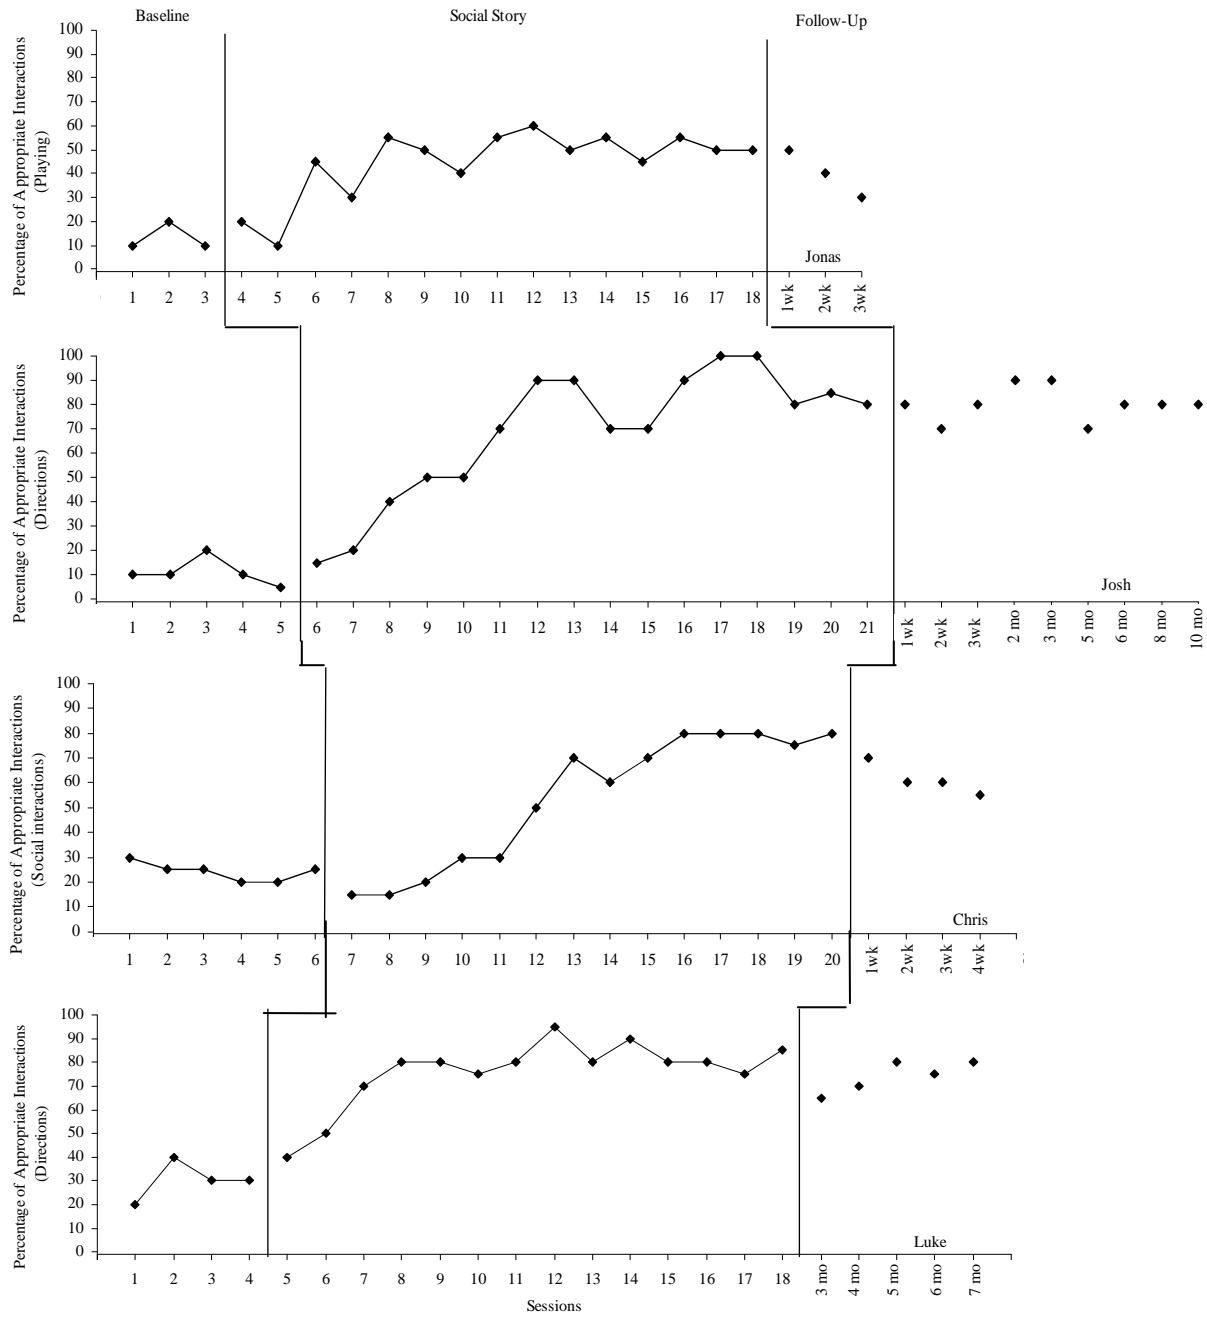 Baseline Social Story Follow-Up
Percentage of Appropriate Interactions
(Playing)
100
90
80
70
60
50
40
30
20
10
0
Jonas
1 2 3 4 5 6 7 8 9 10 11 12 13 14 15 16 17 18 1wk 2wk 3wk
Percentage of Appropriate Interactions
(Directions)
100
90
80
70
60
50
40
30
20
10
0
Josh
1 2 3 4 5 6 7 8 9 10 11 12 13 14 15 16 17 18 19 20 21 1wk 2wk 3wk 2 mo 3 mo 5 mo 6 mo 8 mo 10 mo
Percentage of Appropriate Interactions
(Social interactions)
100
90
80
70
60
50
40
30
20
10
0
Chris
1 2 3 4 5 6 7 8 9 10 11 12 13 14 15 16 17 18 19 20 1wk 2wk 3wk 4wk
Percentage of Appropriate Interactions
(Directions)
100
90
80
70
60
50
40
30
20
10
0
Luke
1 2 3 4 5 6 7 8 9 10 11 12 13 14 15 16 17 18 3 mo 4 mo 5 mo 6 mo 7 mo
Sessions